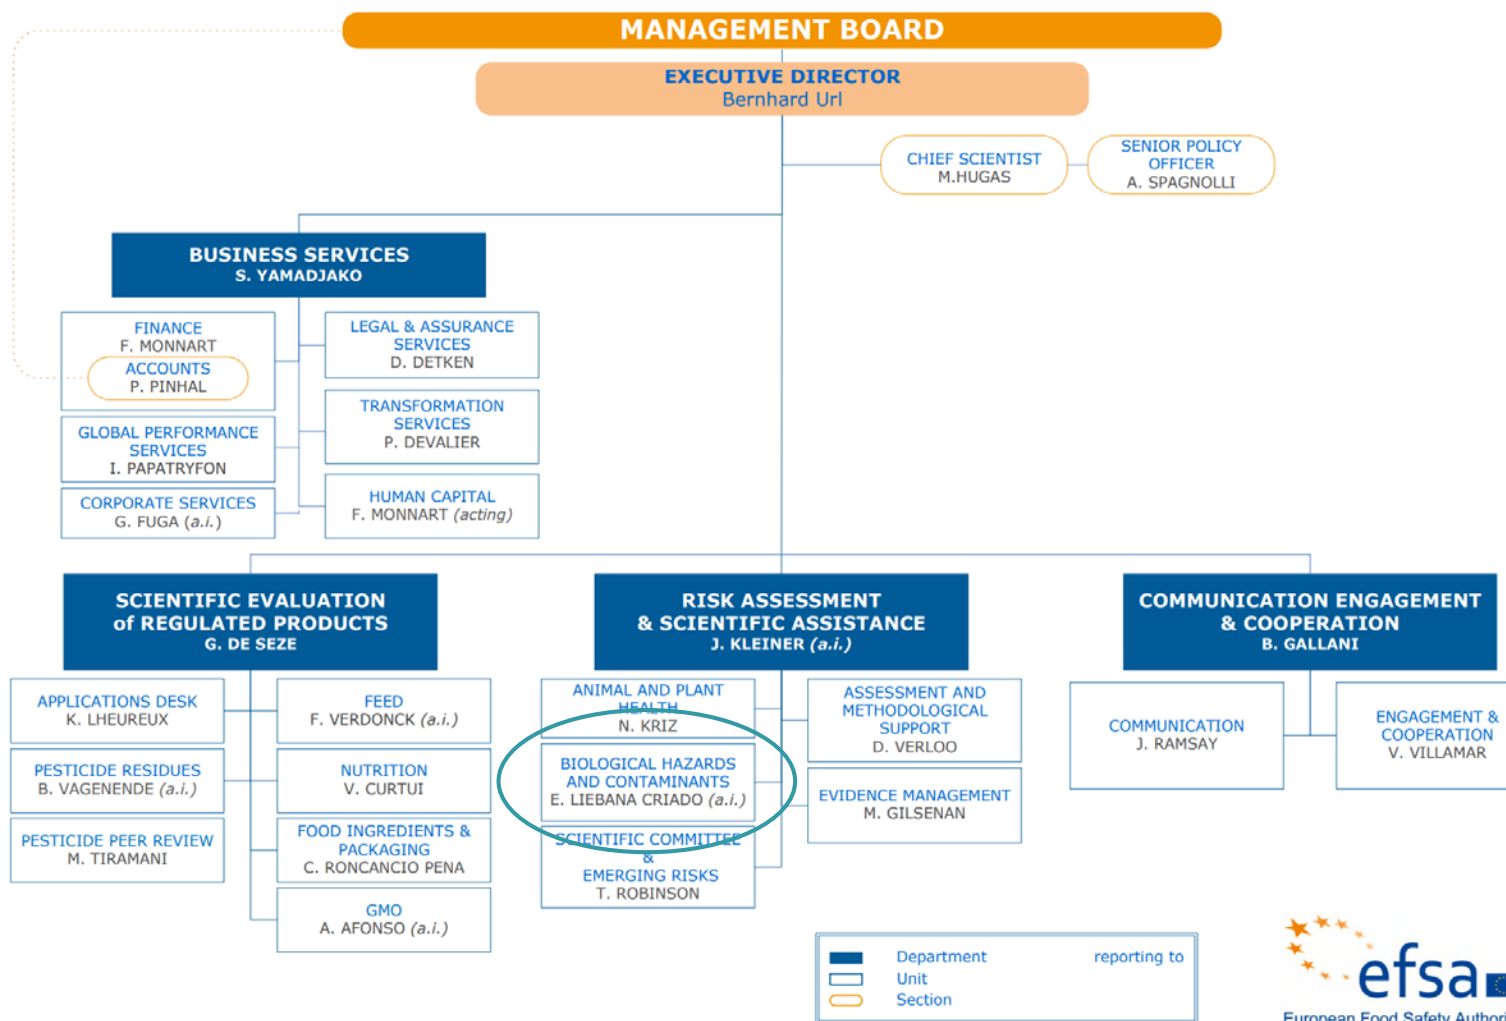 MANAGEMENT BOARD
EXECUTIVE DIRECTOR
Bernhard Url
CHIEF SCIENTIST
M.HUGAS
SENIOR POLICY
OFFICER
A. SPAGNOLLI
BUSINESS SERVICES
S. YAMADJAKO
FINANCE
F. MONNART
ACCOUNTS
P. PINHAL
LEGAL & ASSURANCE
SERVICES
D. DETKEN
GLOBAL PERFORMANCE
SERVICES
I. PAPATRYFON
TRANSFORMATION
SERVICES
P. DEVALIER
CORPORATE SERVICES
G. FUGA (a.i.)
HUMAN CAPITAL
F. MONNART (acting)
SCIENTIFIC EVALUATION
of REGULATED PRODUCTS
G. DE SEZE
APPLICATIONS DESK
K. LHEUREUX
FEED
F. VERDONCK (a.i.)
PESTICIDE RESIDUES
B. VAGENENDE (a.i.)
NUTRITION
V. CURTUI
PESTICIDE PEER REVIEW
M. TIRAMANI
FOOD INGREDIENTS &
PACKAGING
C. RONCANCIO PENA
GMO
A. AFONSO (a.i.)
RISK ASSESSMENT
& SCIENTIFIC ASSISTANCE
J. KLEINER (a.i.)
ANIMAL AND PLANT
HEALTH
N. KRIZ
ASSESSMENT AND
METHODOLOGICAL
SUPPORT
D. VERLOO
BIOLOGICAL HAZARDS
AND CONTAMINANTS
E. LIEBANA CRIADO (a.i.)
EVIDENCE MANAGEMENT
M. GILSENAN
SCIENTIFIC COMMITTEE
&
EMERGING RISKS
T. ROBINSON
COMMUNICATION ENGAGEMENT
& COOPERATION
B. GALLANI
COMMUNICATION
J. RAMSAY
ENGAGEMENT &
COOPERATION
V. VILLAMAR
Department reporting to
Unit
Section
efsa
European Food Safety